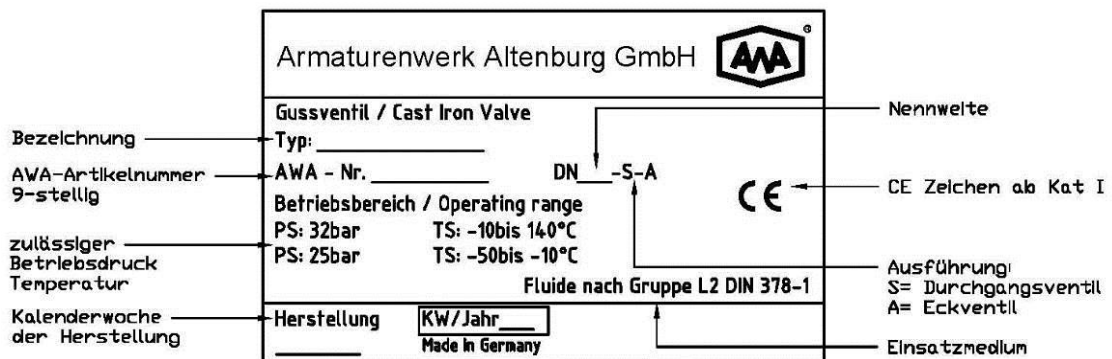 Armaturenwerk Altenburg GmbH AWA ®
Gussventil / Cast Iron Valve
Nennweite
Bezeichnung
Typ:
AWA-Artikelnummer
9-stellig
AWA - Nr. DN -S-A
CE
CE Zeichen ab Kat I
Betriebsbereich / Operating range
PS: 32bar TS: -10bis 140°C
PS: 25bar TS: -50bis -10°C
zulässiger
Betriebsdruck
Temperatur
Ausführung:
S= Durchgangsventil
A= Eckventil
Fluide nach Gruppe L2 DIN 378-1
Kalenderwoche
der Herstellung
Herstellung KW/Jahr
Made in Germany
Einsatzmedium